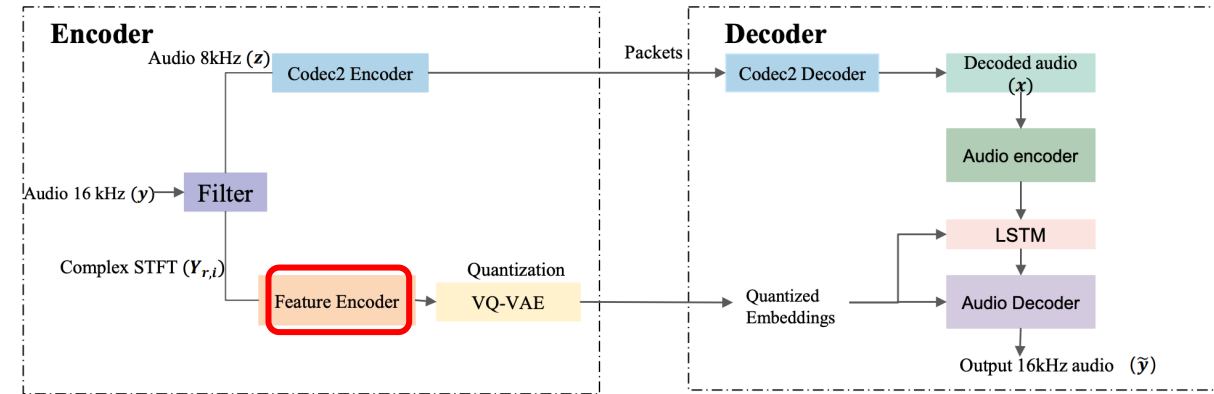 Encoder
Decoder
Audio 8kHz (z)
Packets
Codec2 Encoder
Codec2 Decoder
Decoded audio
(x)
Audio encoder
Audio 16 kHz (y)
Filter
LSTM
Complex STFT (Y_{r,i})
Quantization
Feature Encoder
VQ-VAE
Quantized
Embeddings
Audio Decoder
Output 16kHz audio (ỹ)